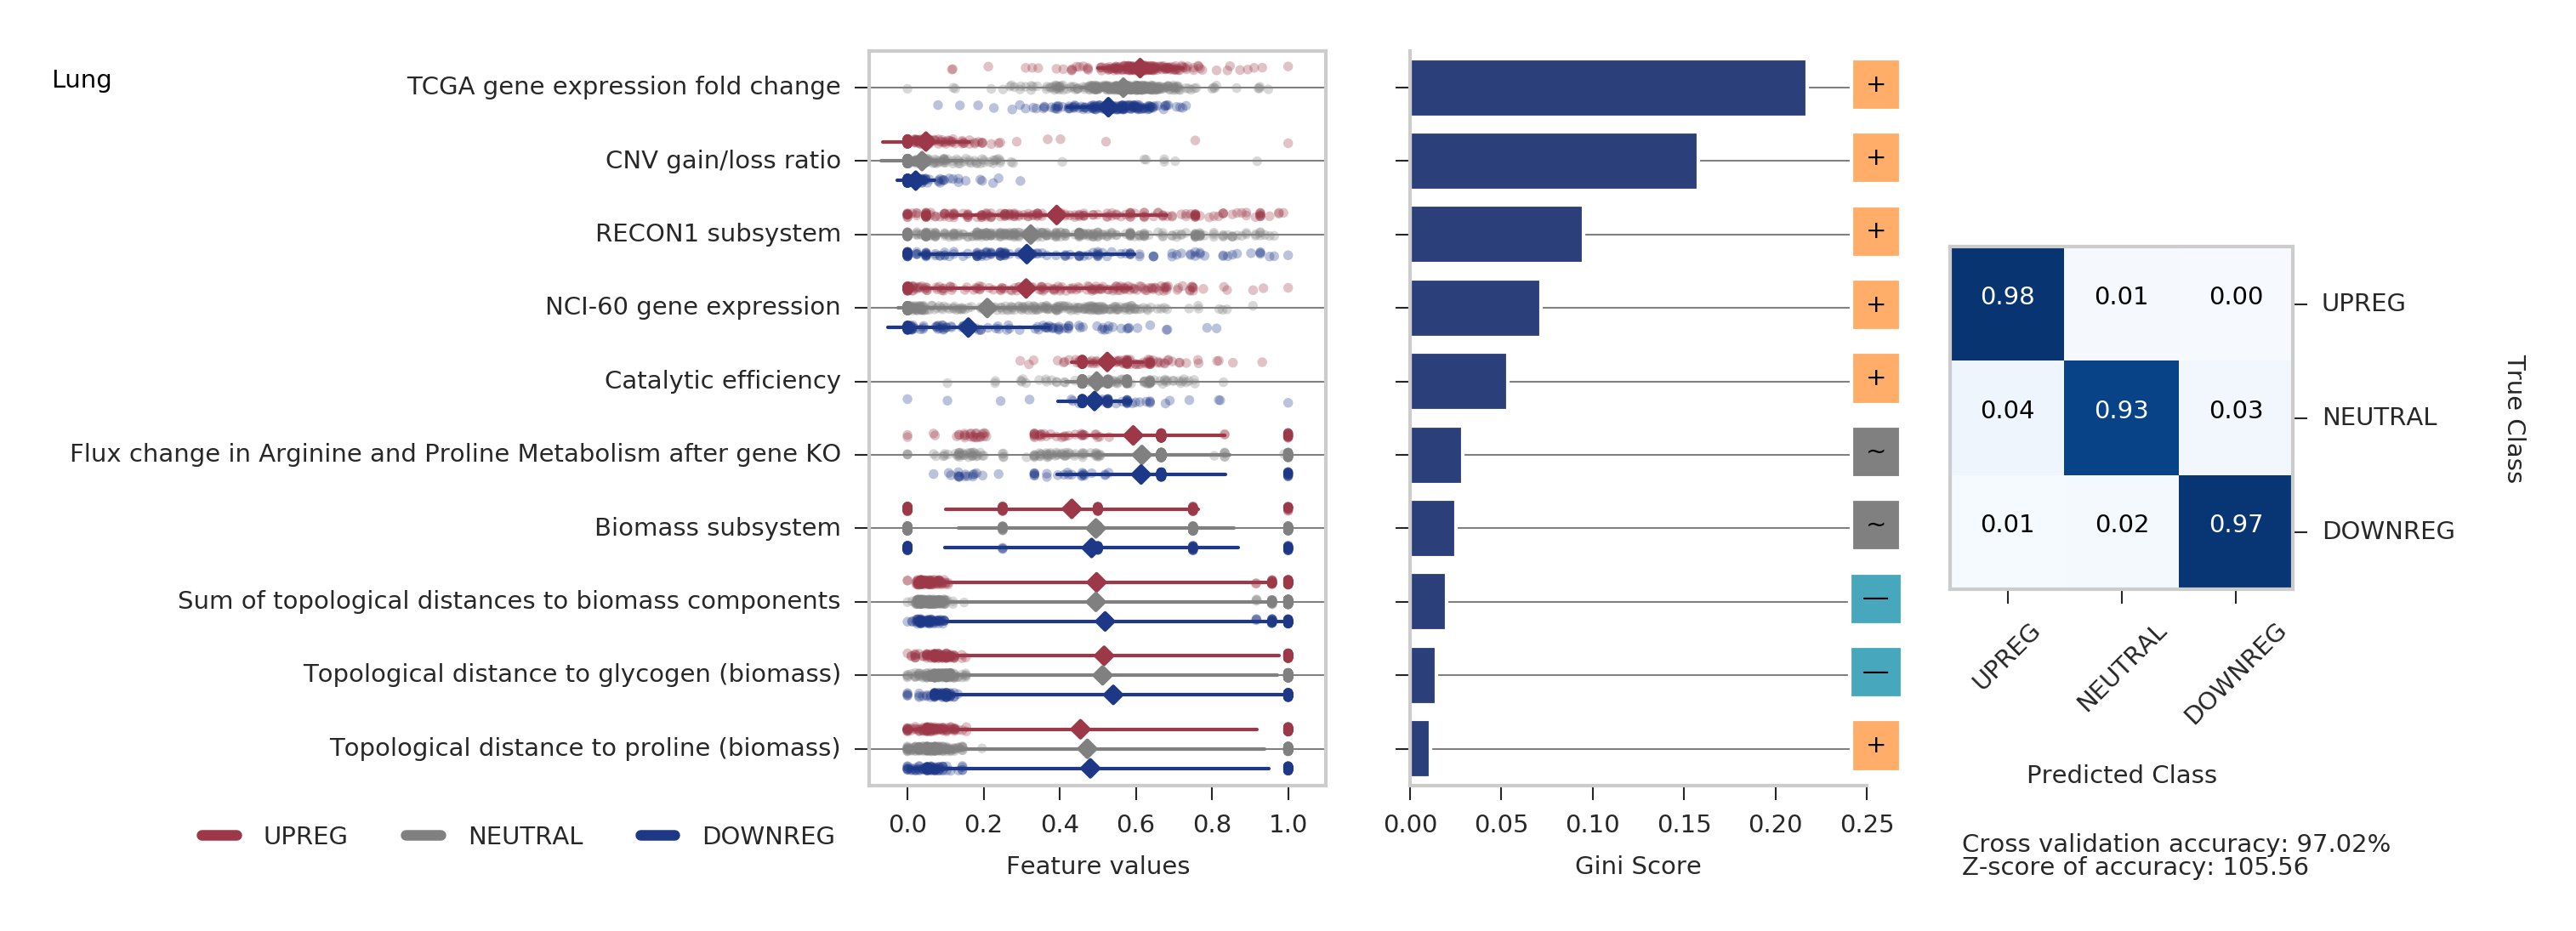 Lung
TCGA gene expression fold change
CNV gain/loss ratio
RECON1 subsystem
NCI-60 gene expression
Catalytic efficiency
Flux change in Arginine and Proline Metabolism after gene KO
Biomass subsystem
Sum of topological distances to biomass components
Topological distance to glycogen (biomass)
Topological distance to proline (biomass)
UPREG NEUTRAL DOWNREG
0.0 0.2 0.4 0.6 0.8 1.0
Feature values
+
+
+
+
+
~
~
—
—
+
0.00 0.05 0.10 0.15 0.20 0.25
Gini Score
0.98 0.01 0.00 UPREG
0.04 0.93 0.03 NEUTRAL
0.01 0.02 0.97 DOWNREG
True Class
UPREG NEUTRAL DOWNREG
Predicted Class
Cross validation accuracy: 97.02%
Z-score of accuracy: 105.56